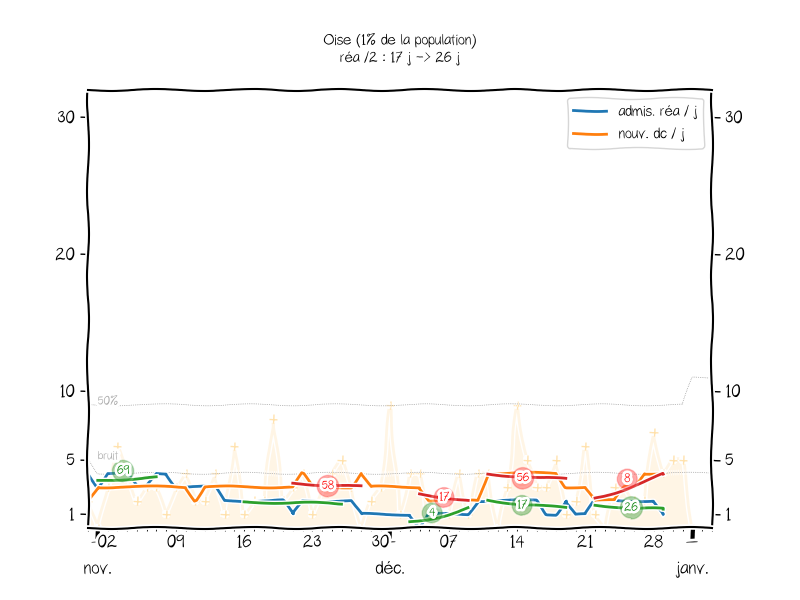 Oise (1% de la population)
réa /2 : 17 j -> 26 j
admis. réa / j
nouv. dc / j
30 30
20 20
10 10
50%
5 5
bruit
69
58
17
4
56
17
8
26
1 1
02 09 16 23 30 07 14 21 28
nov. déc. janv.